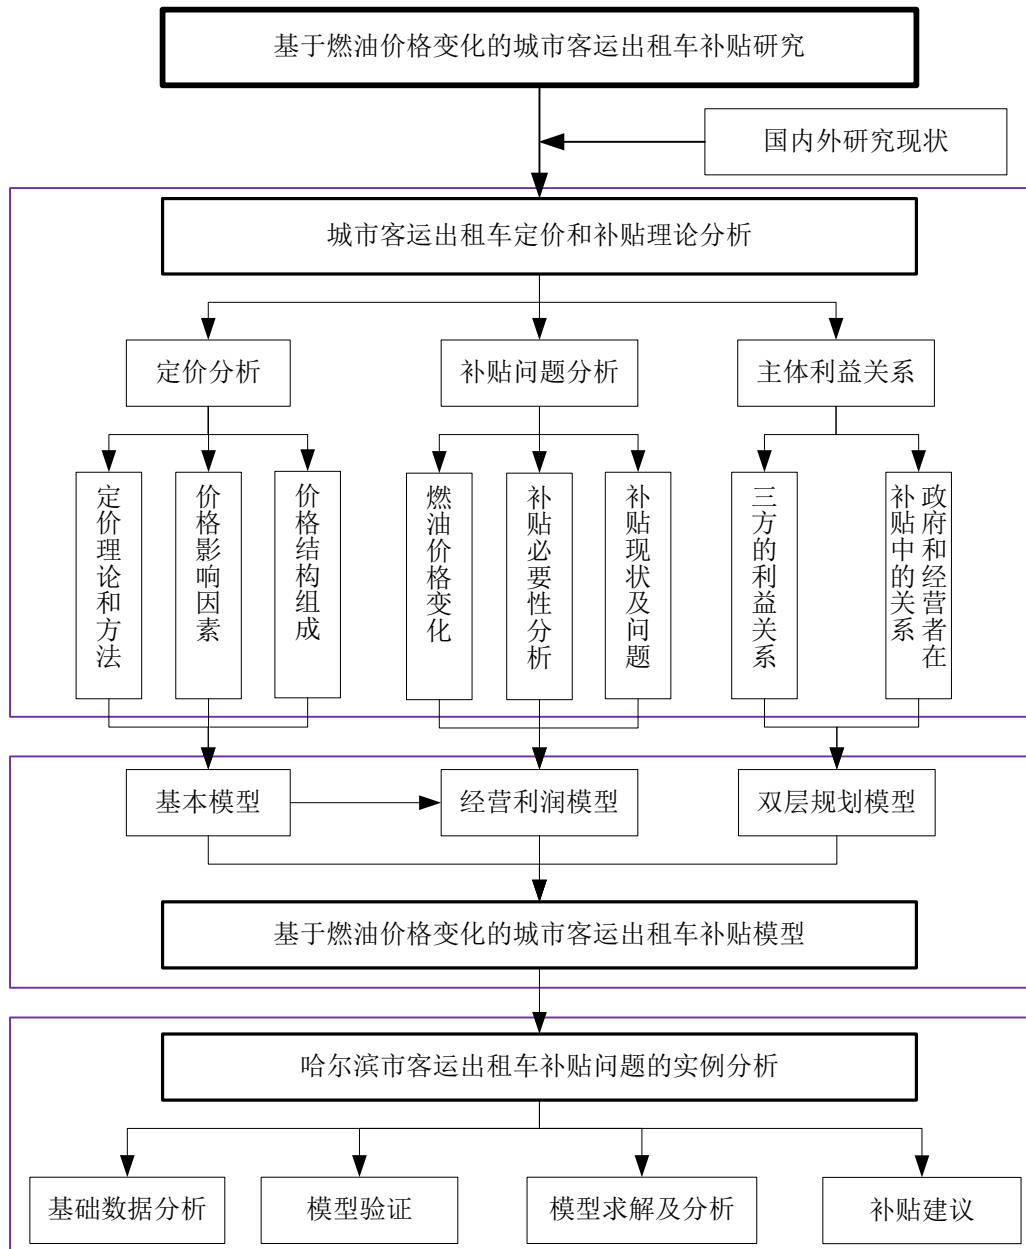 基于燃油价格变化的城市客运出租车补贴研究
国内外研究现状
城市客运出租车定价和补贴理论分析
定价分析
补贴问题分析
主体利益关系
定价理论和方法
价格影响因素
价格结构组成
燃油价格变化
补贴必要性分析
补贴现状及问题
三方的利益关系
政府和经营者在
补贴中的关系
基本模型
经营利润模型
双层规划模型
基于燃油价格变化的城市客运出租车补贴模型
哈尔滨市客运出租车补贴问题的实例分析
基础数据分析
模型验证
模型求解及分析
补贴建议